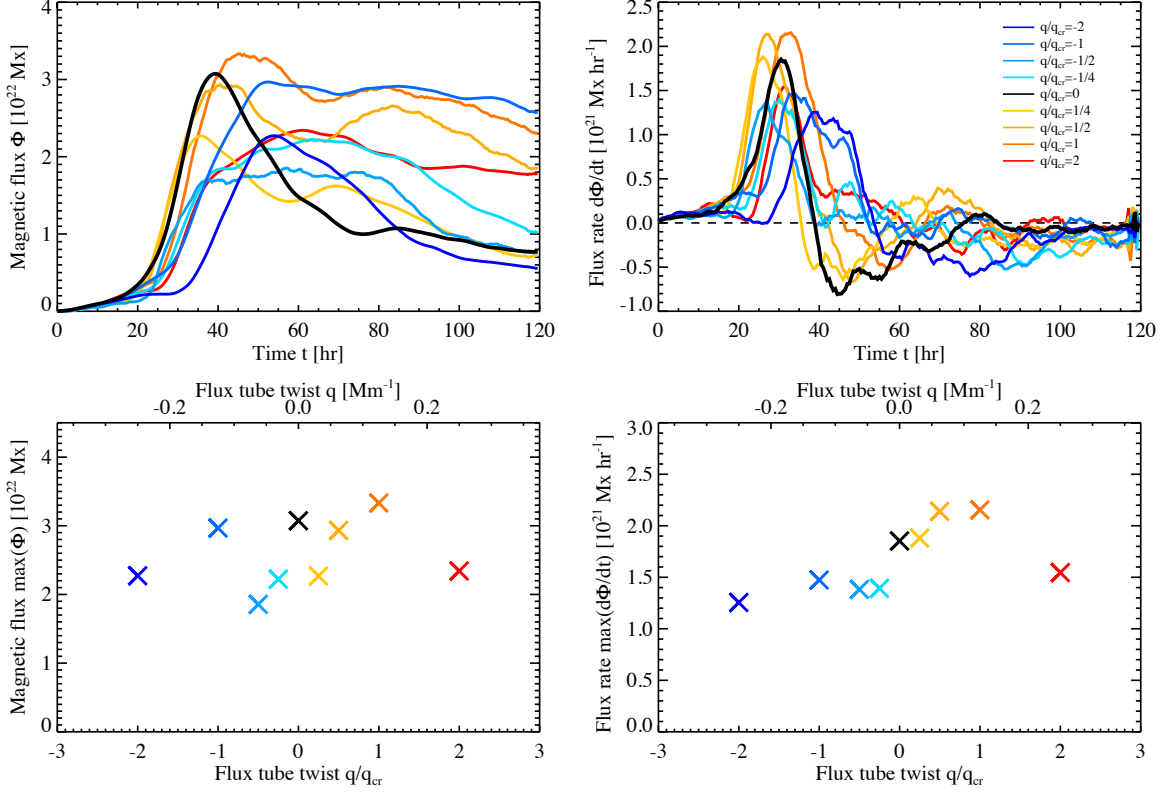 Magnetic flux Φ [10²² Mx]
4
3
2
1
0
0 20 40 60 80 100 120
Time t [hr]
Flux rate dΦ/dt [10²¹ Mx hr⁻¹]
2.5
2.0
1.5
1.0
0.5
0.0
-0.5
-1.0
0 20 40 60 80 100 120
Time t [hr]
q/q_cr=-2
q/q_cr=-1
q/q_cr=-1/2
q/q_cr=-1/4
q/q_cr=0
q/q_cr=1/4
q/q_cr=1/2
q/q_cr=1
q/q_cr=2
Flux tube twist q [Mm⁻¹]
-0.2 0.0 0.2
Magnetic flux max(Φ) [10²² Mx]
4
3
2
1
0
-3 -2 -1 0 1 2 3
Flux tube twist q/q_cr
Flux tube twist q [Mm⁻¹]
-0.2 0.0 0.2
Flux rate max(dΦ/dt) [10²¹ Mx hr⁻¹]
3.0
2.5
2.0
1.5
1.0
0.5
0.0
-3 -2 -1 0 1 2 3
Flux tube twist q/q_cr